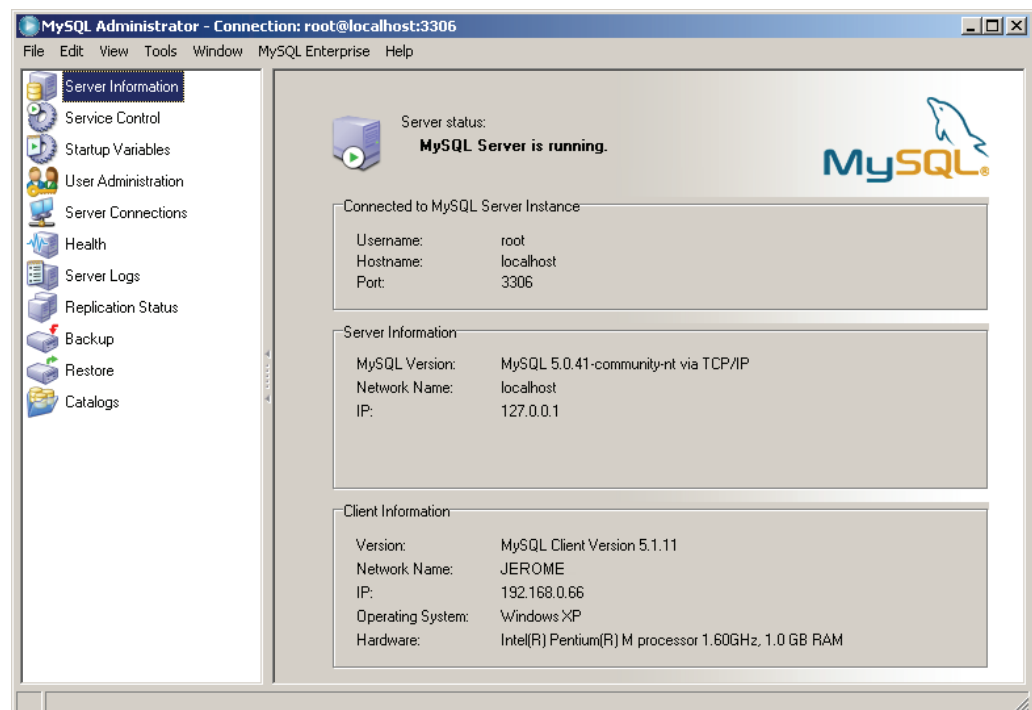 MySQL Administrator - Connection: root@localhost:3306
File Edit View Tools Window MySQL Enterprise Help
Server Information
Service Control
Startup Variables
User Administration
Server Connections
Health
Server Logs
Replication Status
Backup
Restore
Catalogs
Server status:
MySQL Server is running.
MySQL®
Connected to MySQL Server Instance
Username: root
Hostname: localhost
Port: 3306
Server Information
MySQL Version: MySQL 5.0.41-community-nt via TCP/IP
Network Name: localhost
IP: 127.0.0.1
Client Information
Version: MySQL Client Version 5.1.11
Network Name: JEROME
IP: 192.168.0.66
Operating System: Windows XP
Hardware: Intel(R) Pentium(R) M processor 1.60GHz, 1.0 GB RAM